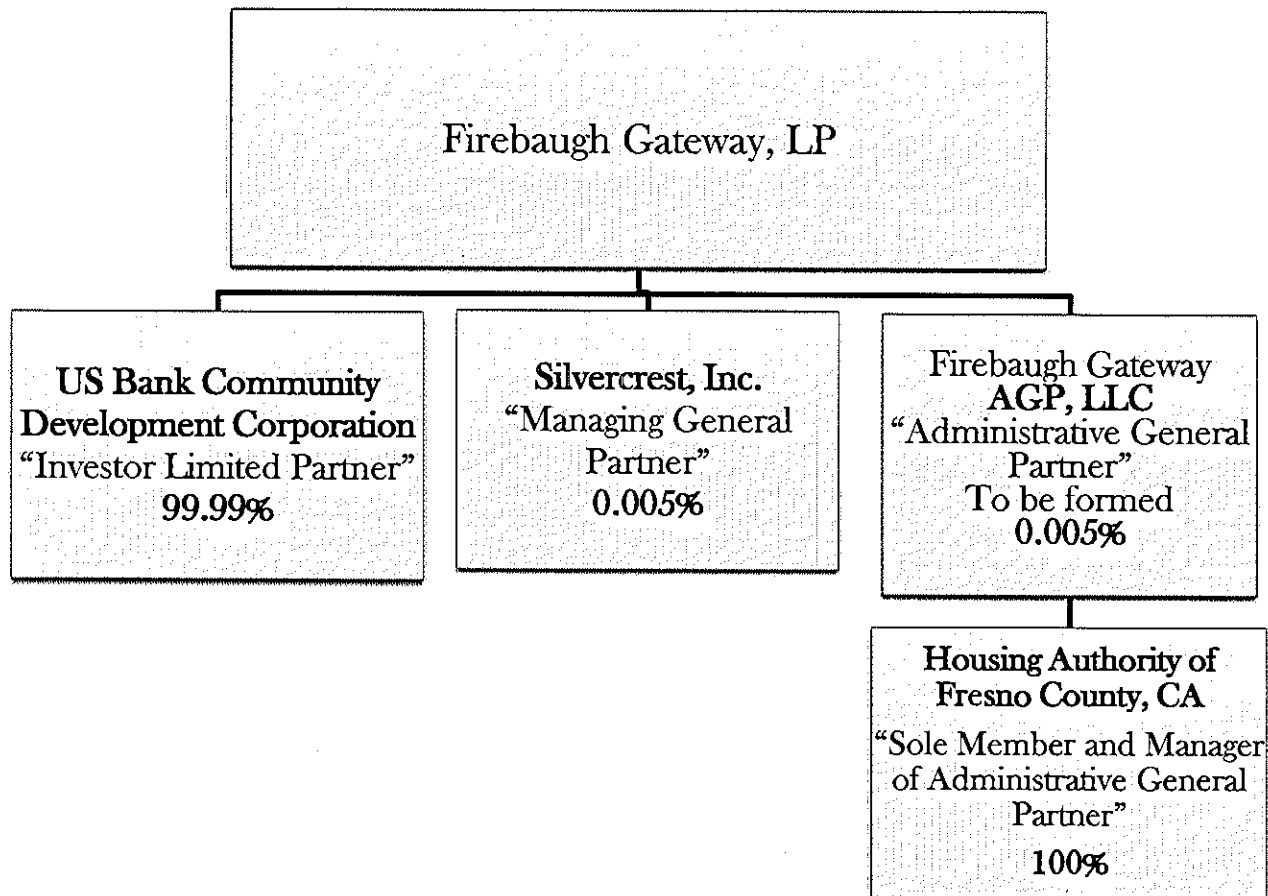 Firebaugh Gateway, LP
US Bank Community
Development Corporation
“Investor Limited Partner”
99.99%
Silvercrest, Inc.
“Managing General
Partner”
0.005%
Firebaugh Gateway
AGP, LLC
“Administrative General
Partner”
To be formed
0.005%
Housing Authority of
Fresno County, CA
“Sole Member and Manager
of Administrative General
Partner”
100%